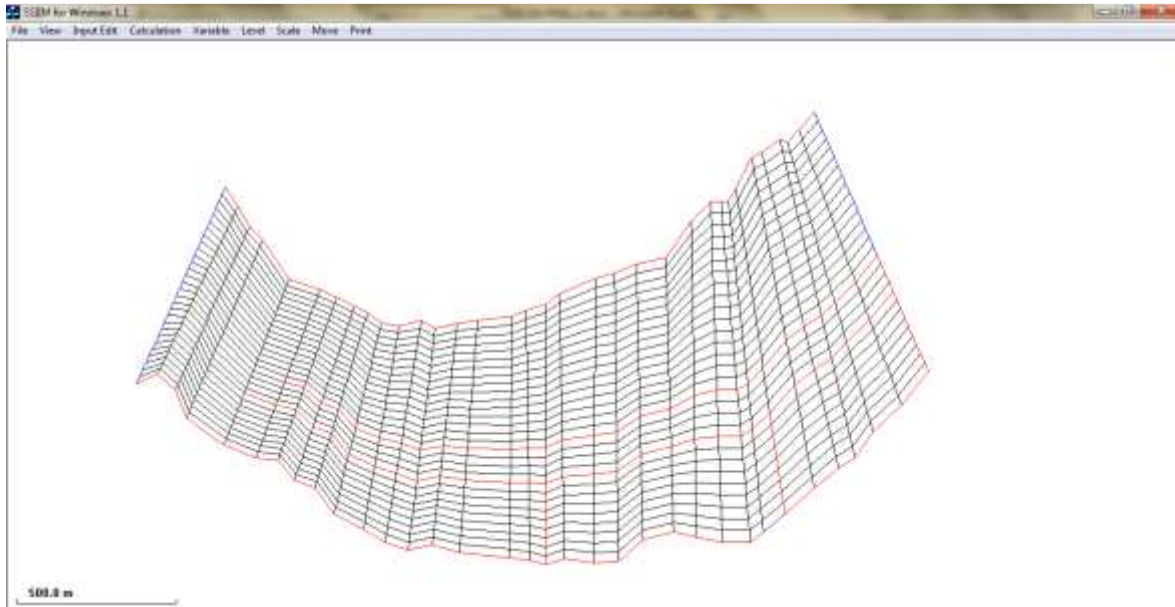 SSIIM for Windows 1.1
File View Input Edit Calculation Variable Level Scale Move Print
500.0 m